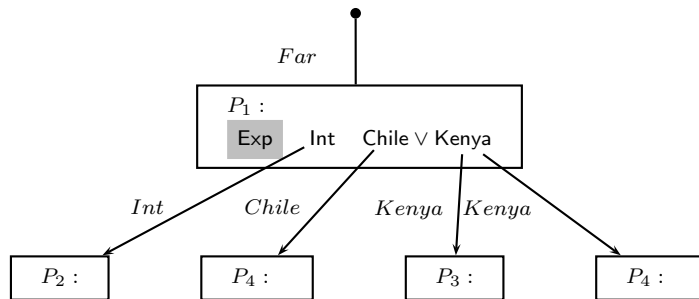 Far
P₁ :
Exp Int Chile ∨ Kenya
Int Chile Kenya Kenya
P₂ : P₄ : P₃ : P₄ :